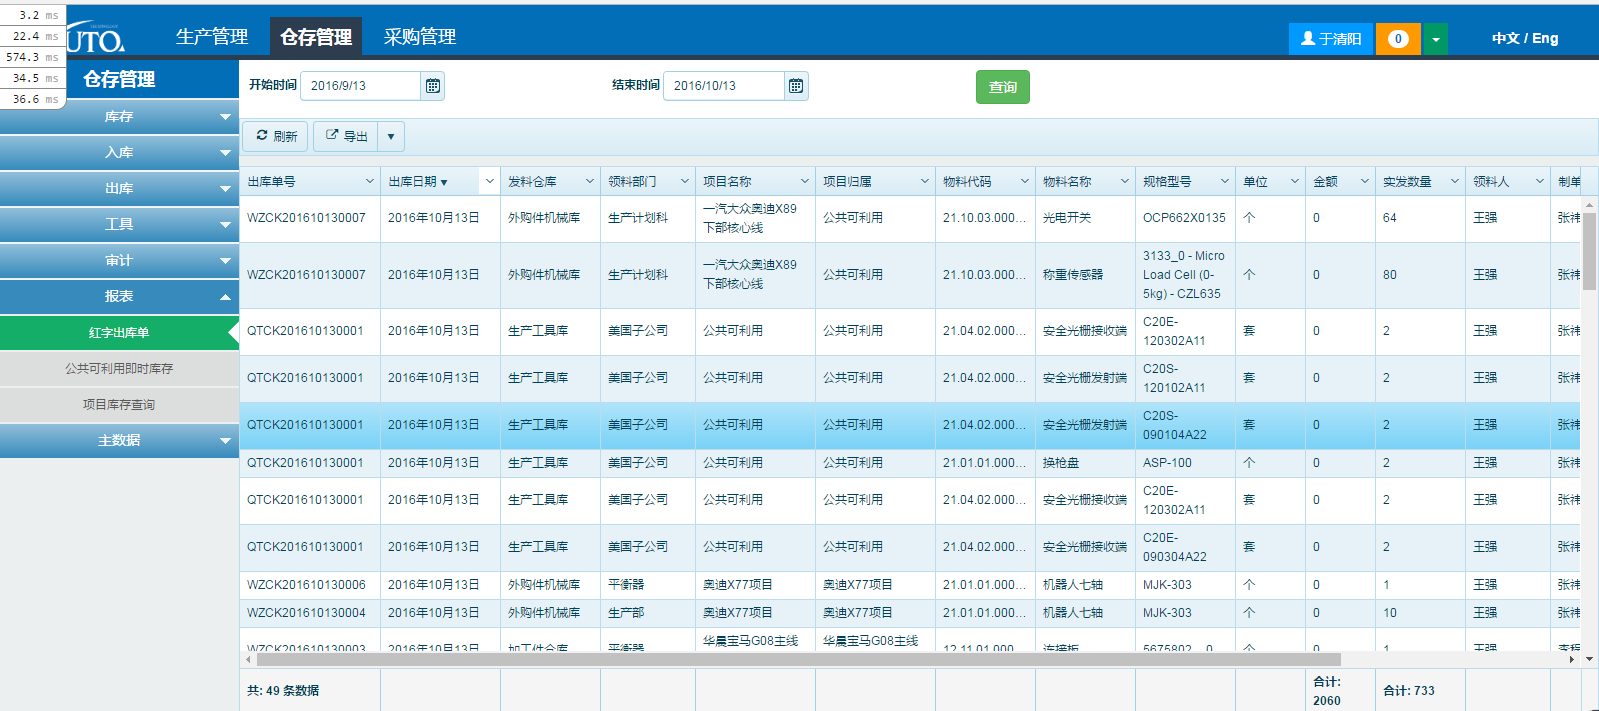 3.2 ms
22.4 ms
574.3 ms
34.5 ms
36.6 ms
UTO.
生产管理 仓存管理 采购管理
于清阳 0 中文 / Eng
仓存管理
库存
入库
出库
工具
审计
报表
红字出库单
公共可利用即时库存
项目库存查询
主数据
开始时间 2016/9/13 结束时间 2016/10/13 查询
刷新 导出
出库单号 出库日期 发料仓库 领料部门 项目名称 项目归属 物料代码 物料名称 规格型号 单位 金额 实发数量 领料人 制单
WZCK201610130007 2016年10月13日 外购件机械库 生产计划科 一汽大众奥迪X89下部核心线 公共可利用 21.10.03.000... 光电开关 OCP662X0135 个 0 64 王强 张祎
WZCK201610130007 2016年10月13日 外购件机械库 生产计划科 一汽大众奥迪X89下部核心线 公共可利用 21.10.03.000... 称重传感器 3133_0 - Micro Load Cell (0-5kg) - CZL635 个 0 80 王强 张祎
QTCK201610130001 2016年10月13日 生产工具库 美国子公司 公共可利用 公共可利用 21.04.02.000... 安全光栅接收端 C20E-120302A11 套 0 2 王强 张祎
QTCK201610130001 2016年10月13日 生产工具库 美国子公司 公共可利用 公共可利用 21.04.02.000... 安全光栅发射端 C20S-120102A11 套 0 2 王强 张祎
QTCK201610130001 2016年10月13日 生产工具库 美国子公司 公共可利用 公共可利用 21.04.02.000... 安全光栅发射端 C20S-090104A22 套 0 2 王强 张祎
QTCK201610130001 2016年10月13日 生产工具库 美国子公司 公共可利用 公共可利用 21.01.01.000... 换枪盘 ASP-100 个 0 2 王强 张祎
QTCK201610130001 2016年10月13日 生产工具库 美国子公司 公共可利用 公共可利用 21.04.02.000... 安全光栅接收端 C20E-120302A11 套 0 2 王强 张祎
QTCK201610130001 2016年10月13日 生产工具库 美国子公司 公共可利用 公共可利用 21.04.02.000... 安全光栅接收端 C20E-090304A22 套 0 2 王强 张祎
WZCK201610130006 2016年10月13日 外购件机械库 平衡器 奥迪X77项目 奥迪X77项目 21.01.01.000... 机器人七轴 MJK-303 个 0 1 王强 张祎
WZCK201610130004 2016年10月13日 外购件机械库 生产部 奥迪X77项目 奥迪X77项目 21.01.01.000... 机器人七轴 MJK-303 个 0 10 王强 张祎
WZCK201610130003 2016年10月13日 加工件仓库 平衡器 华晨宝马G08主线 华晨宝马G08主线 12.11.01.000 连接板 5675802__0 个 0 1 王强
共: 49 条数据 合计: 2060 合计: 733